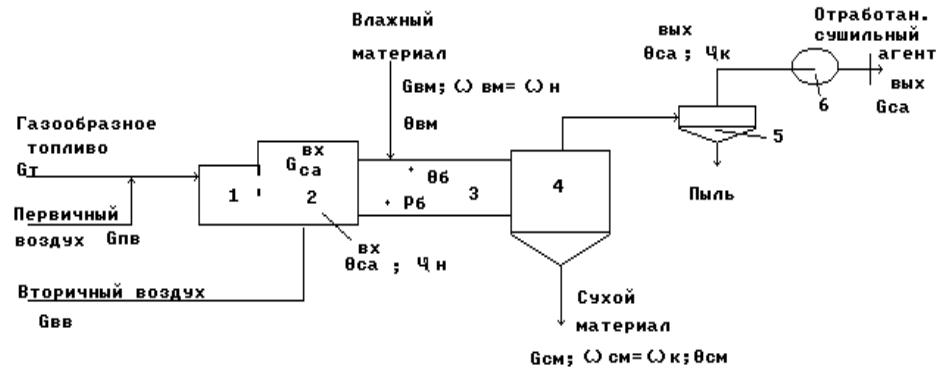 Влажный
материал
Gвм; ω вм= ω н
θвм
вых
θса ; φк
Отработан.
сушильный
агент
вых
Gса
6
5
Пыль
Газообразное
топливо
Gт
Первичный
воздух Gпв
вх
Gса
1
2
θб
Рб
3
4
вх
θса ; φн
Вторичный воздух
Gвв
Сухой
материал
Gсм; ω см= ω к;θсм